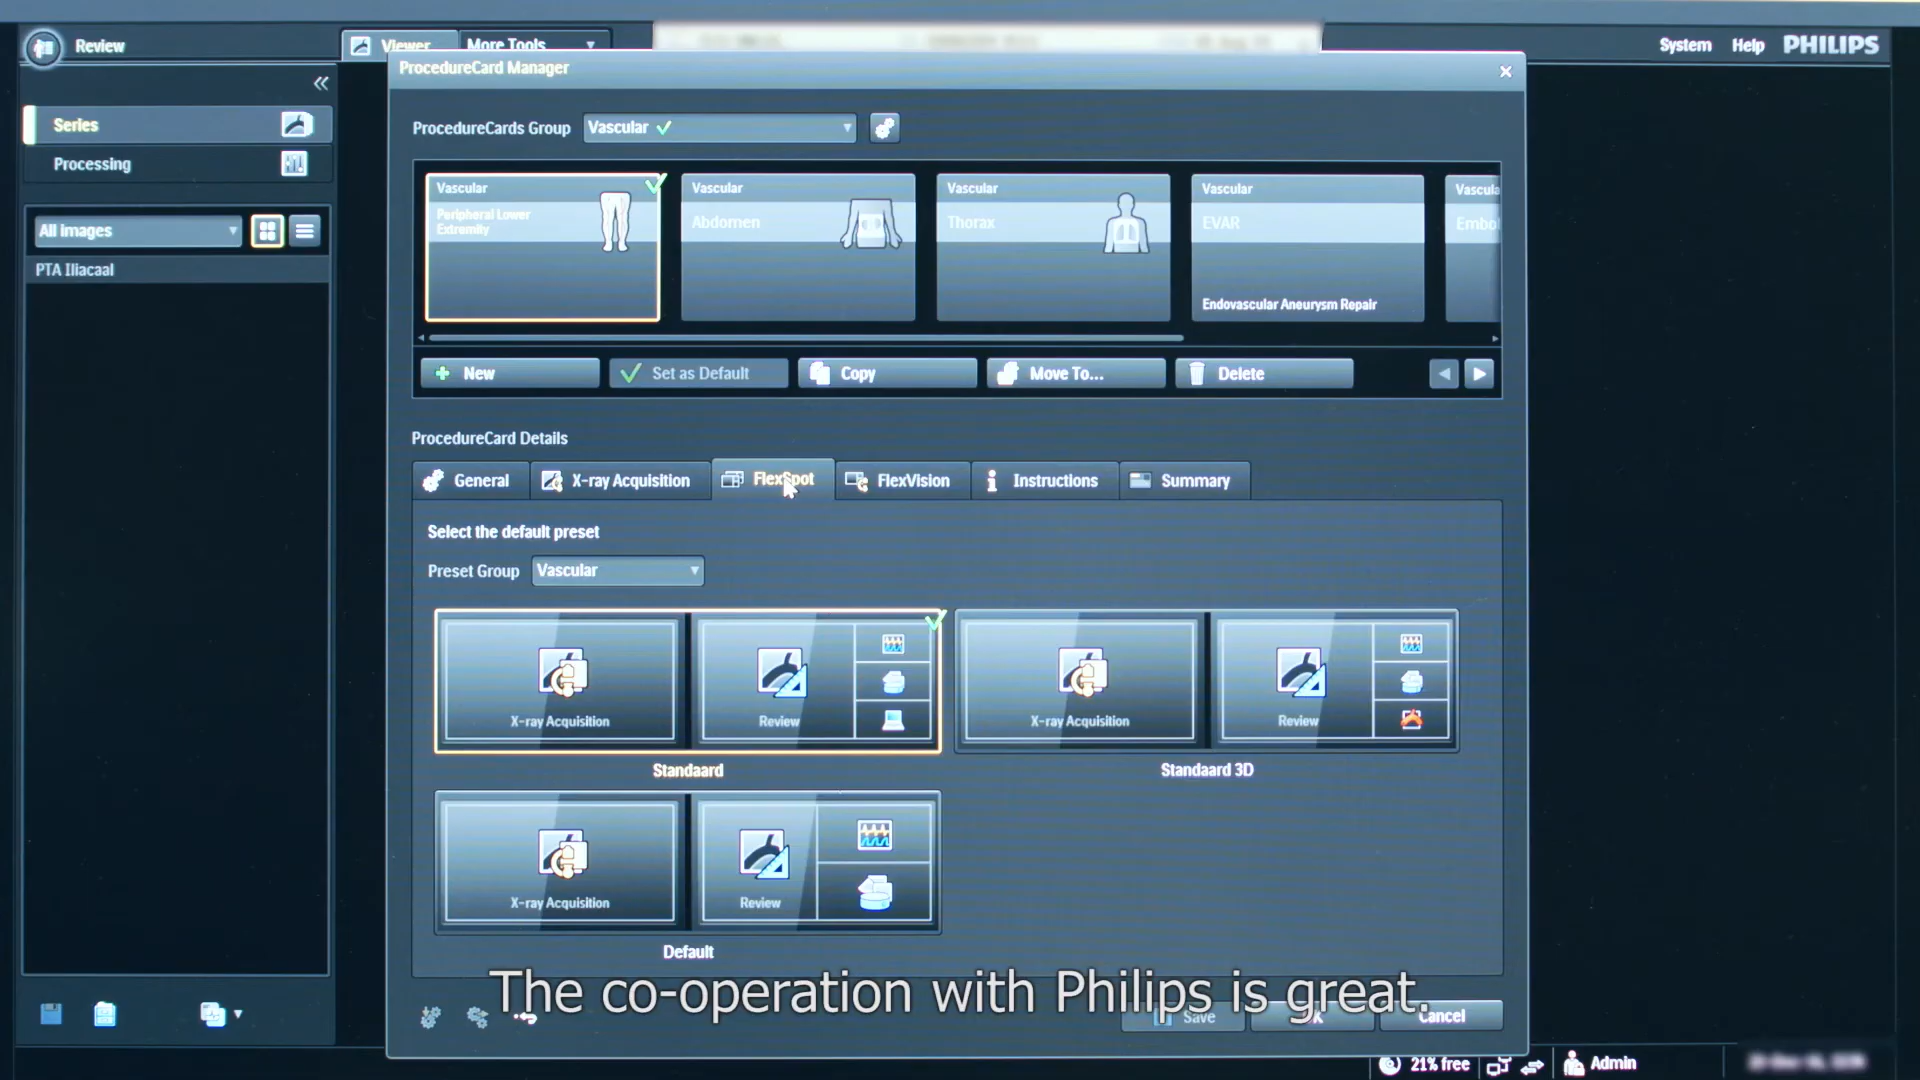 Review
Viewer
More Tools
System
Help
PHILIPS
ProcedureCard Manager
Series
Processing
All images
PTA Iliacaal
ProcedureCards Group
Vascular
Vascular
Peripheral Lower
Extremity
Vascular
Abdomen
Vascular
Thorax
Vascular
EVAR
Endovascular Aneurysm Repair
Vascula
Embol
New
Set as Default
Copy
Move To...
Delete
ProcedureCard Details
General
X-ray Acquisition
FlexSpot
FlexVision
Instructions
Summary
Select the default preset
Preset Group
Vascular
X-ray Acquisition
Review
Standaard
X-ray Acquisition
Review
Standaard 3D
X-ray Acquisition
Review
Default
The co-operation with Philips is great.
Save
OK
Cancel
21% free
Admin